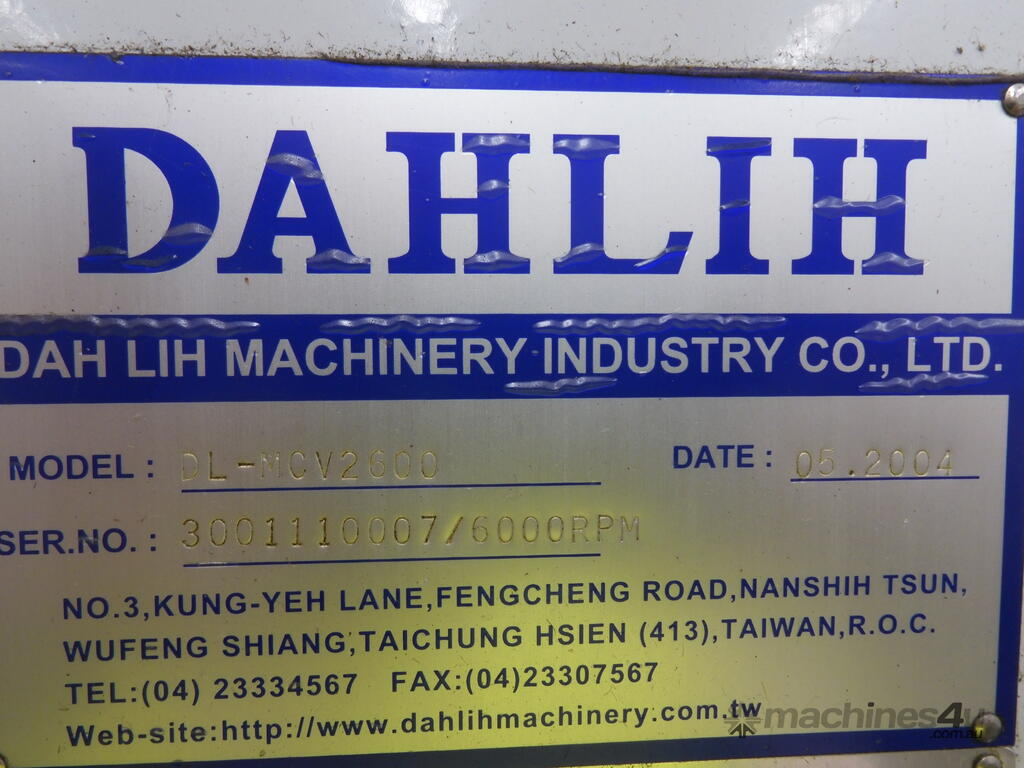 DAHLIH
DAH LIH MACHINERY INDUSTRY CO., LTD.
MODEL : DL-MCV2600 DATE : 05.2004
SER.NO. : 3001110007/6000RPM
NO.3,KUNG-YEH LANE,FENGCHENG ROAD,NANSHIH TSUN,
WUFENG SHIANG,TAICHUNG HSIEN (413),TAIWAN,R.O.C.
TEL:(04) 23334567 FAX:(04)23307567
Web-site:http://www.dahlihmachinery.com.tw
machines4u
.com.au